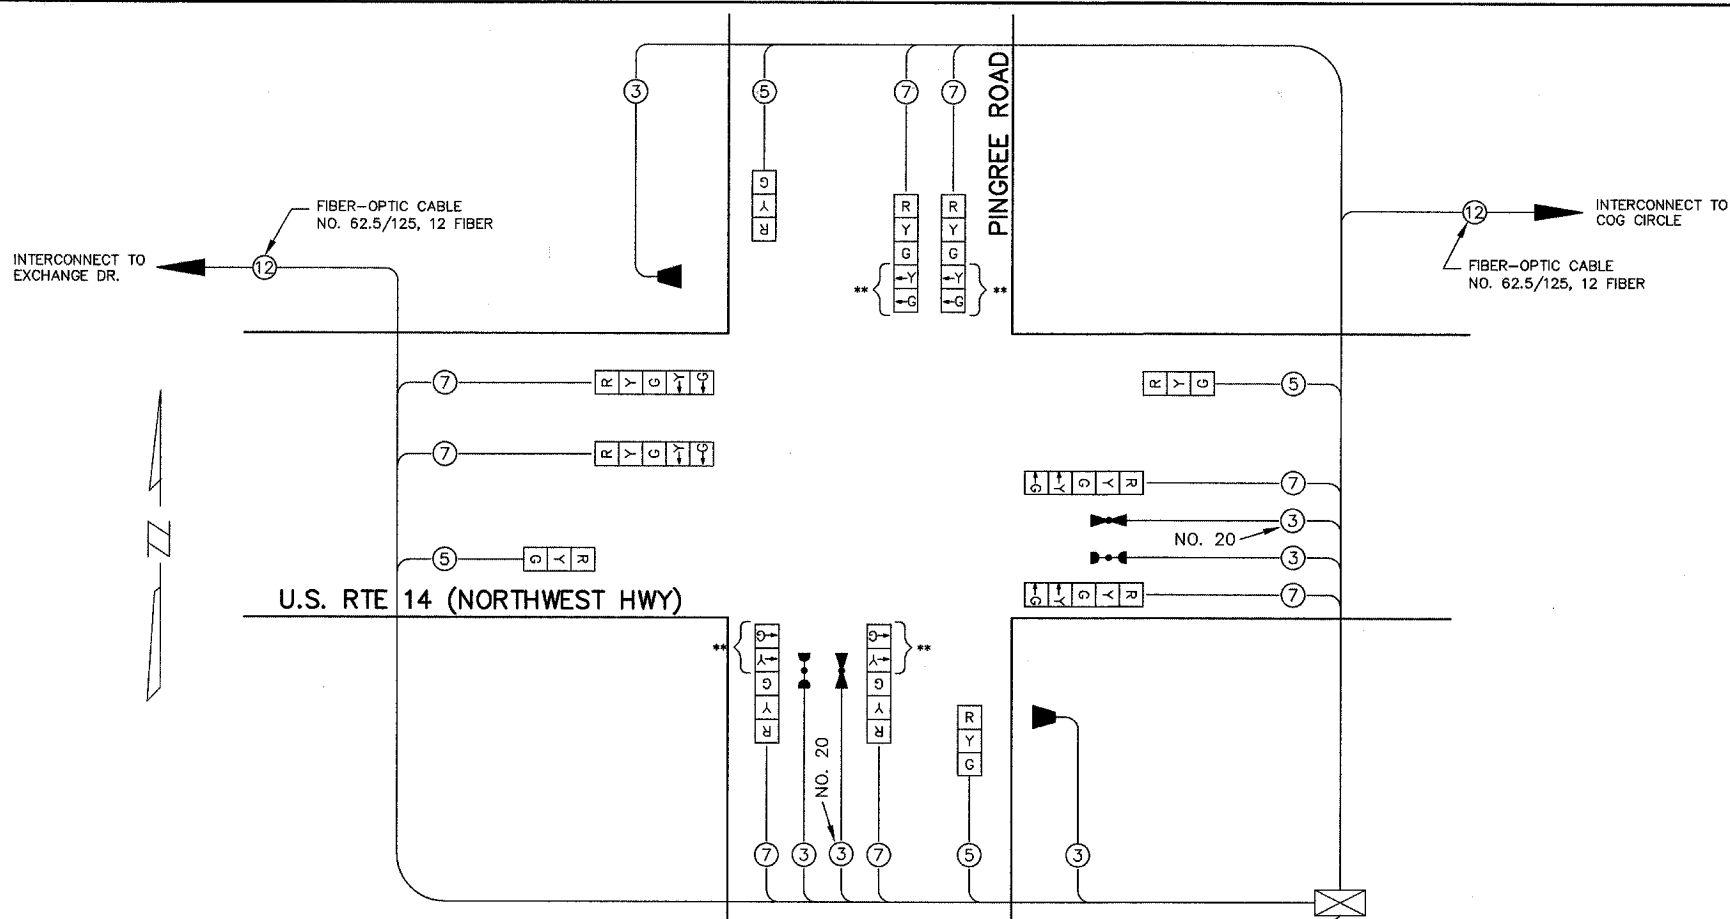 3
5
7
7
PINGREE ROAD
G
Y
R
R
Y
G
Y
G
R
Y
G
Y
G
**
**
FIBER-OPTIC CABLE
NO. 62.5/125, 12 FIBER
12
INTERCONNECT TO
EXCHANGE DR.
12
INTERCONNECT TO
COG CIRCLE
FIBER-OPTIC CABLE
NO. 62.5/125, 12 FIBER
7
R Y G Y G
R Y G
5
7
R Y G Y G
G Y G Y R
7
3
NO. 20
5
G Y R
3
U.S. RTE 14 (NORTHWEST HWY)
G Y G Y R
7
N
**
G
Y
G
Y
R
G
Y
G
Y
R
**
R
Y
G
NO. 20
7
3
3
7
5
3